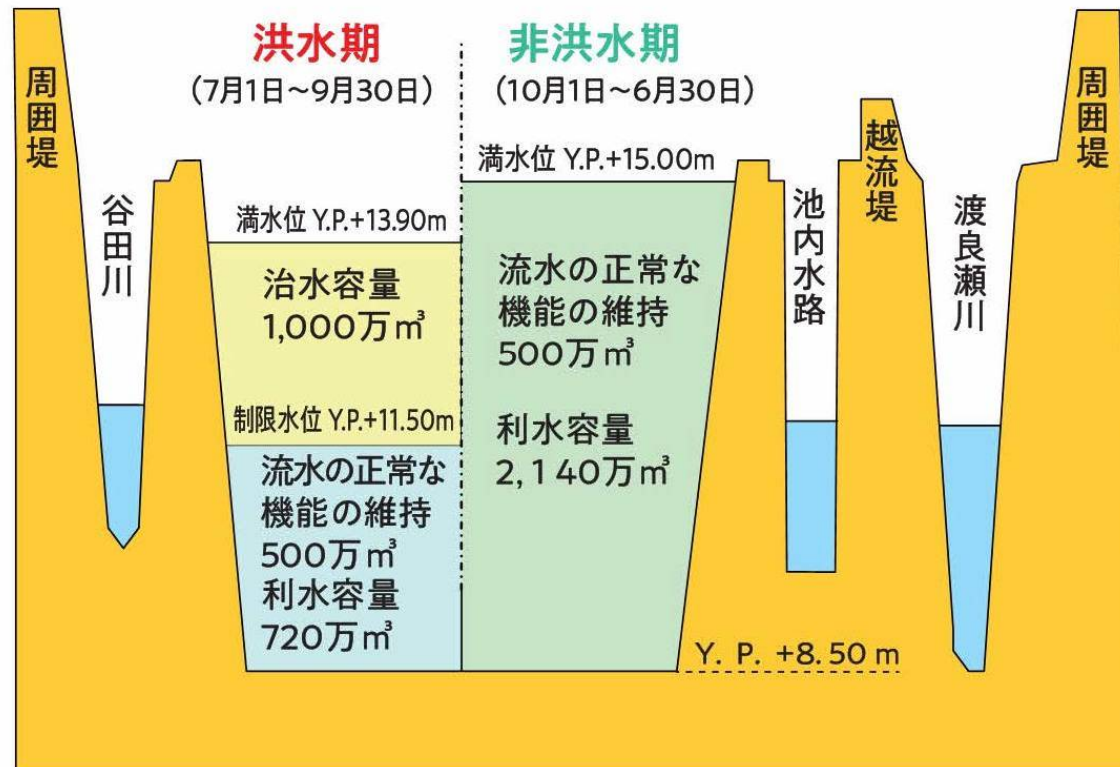 洪水期
(7月1日～9月30日)
非洪水期
(10月1日～6月30日)
周囲堤
谷田川
満水位 Y.P.+13.90m
治水容量
1,000万㎥
制限水位 Y.P.+11.50m
流水の正常な
機能の維持
500万㎥
利水容量
720万㎥
満水位 Y.P.+15.00m
流水の正常な
機能の維持
500万㎥
利水容量
2,140万㎥
池内水路
越流堤
渡良瀬川
周囲堤
Y. P. +8.50 m